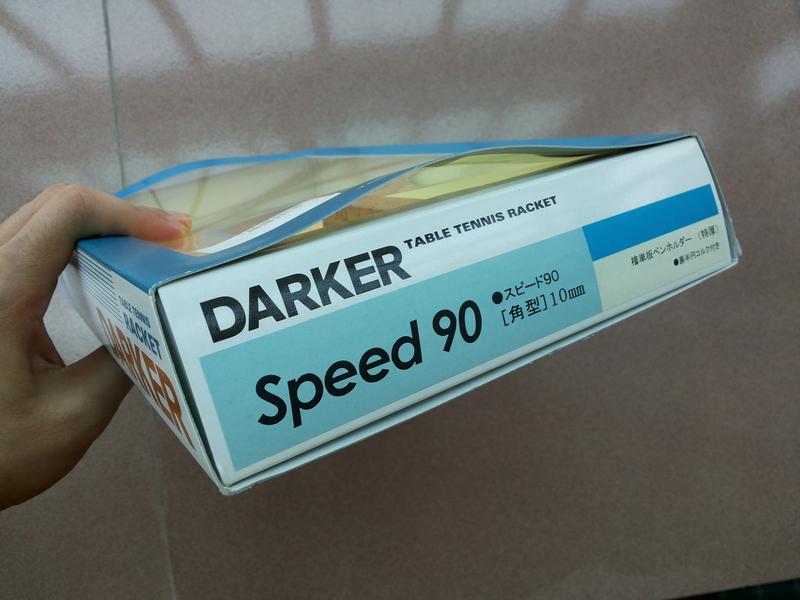 DARKER TABLE TENNIS RACKET
Speed 90
●スピード90
[角型]10mm
檜単板ペンホルダー (特厚)
●裏半円コルク付き
TABLE TENNIS
RACKET
DARKER